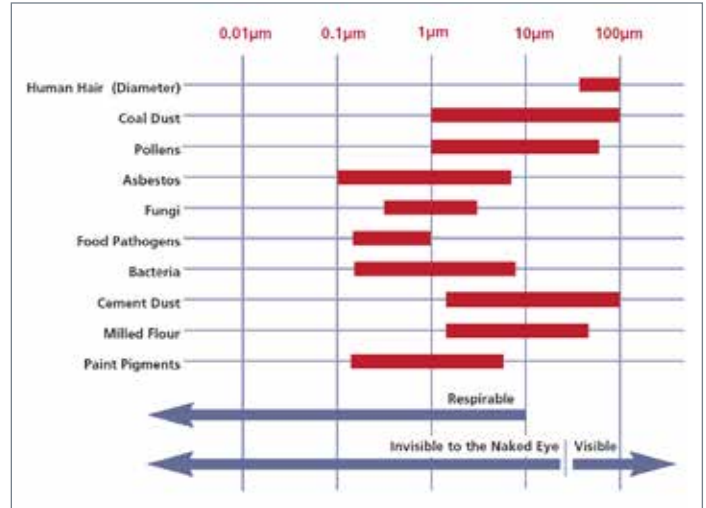 0.01µm 0.1µm 1µm 10µm 100µm
Human Hair (Diameter)
Coal Dust
Pollens
Asbestos
Fungi
Food Pathogens
Bacteria
Cement Dust
Milled Flour
Paint Pigments
Respirable
Invisible to the Naked Eye Visible